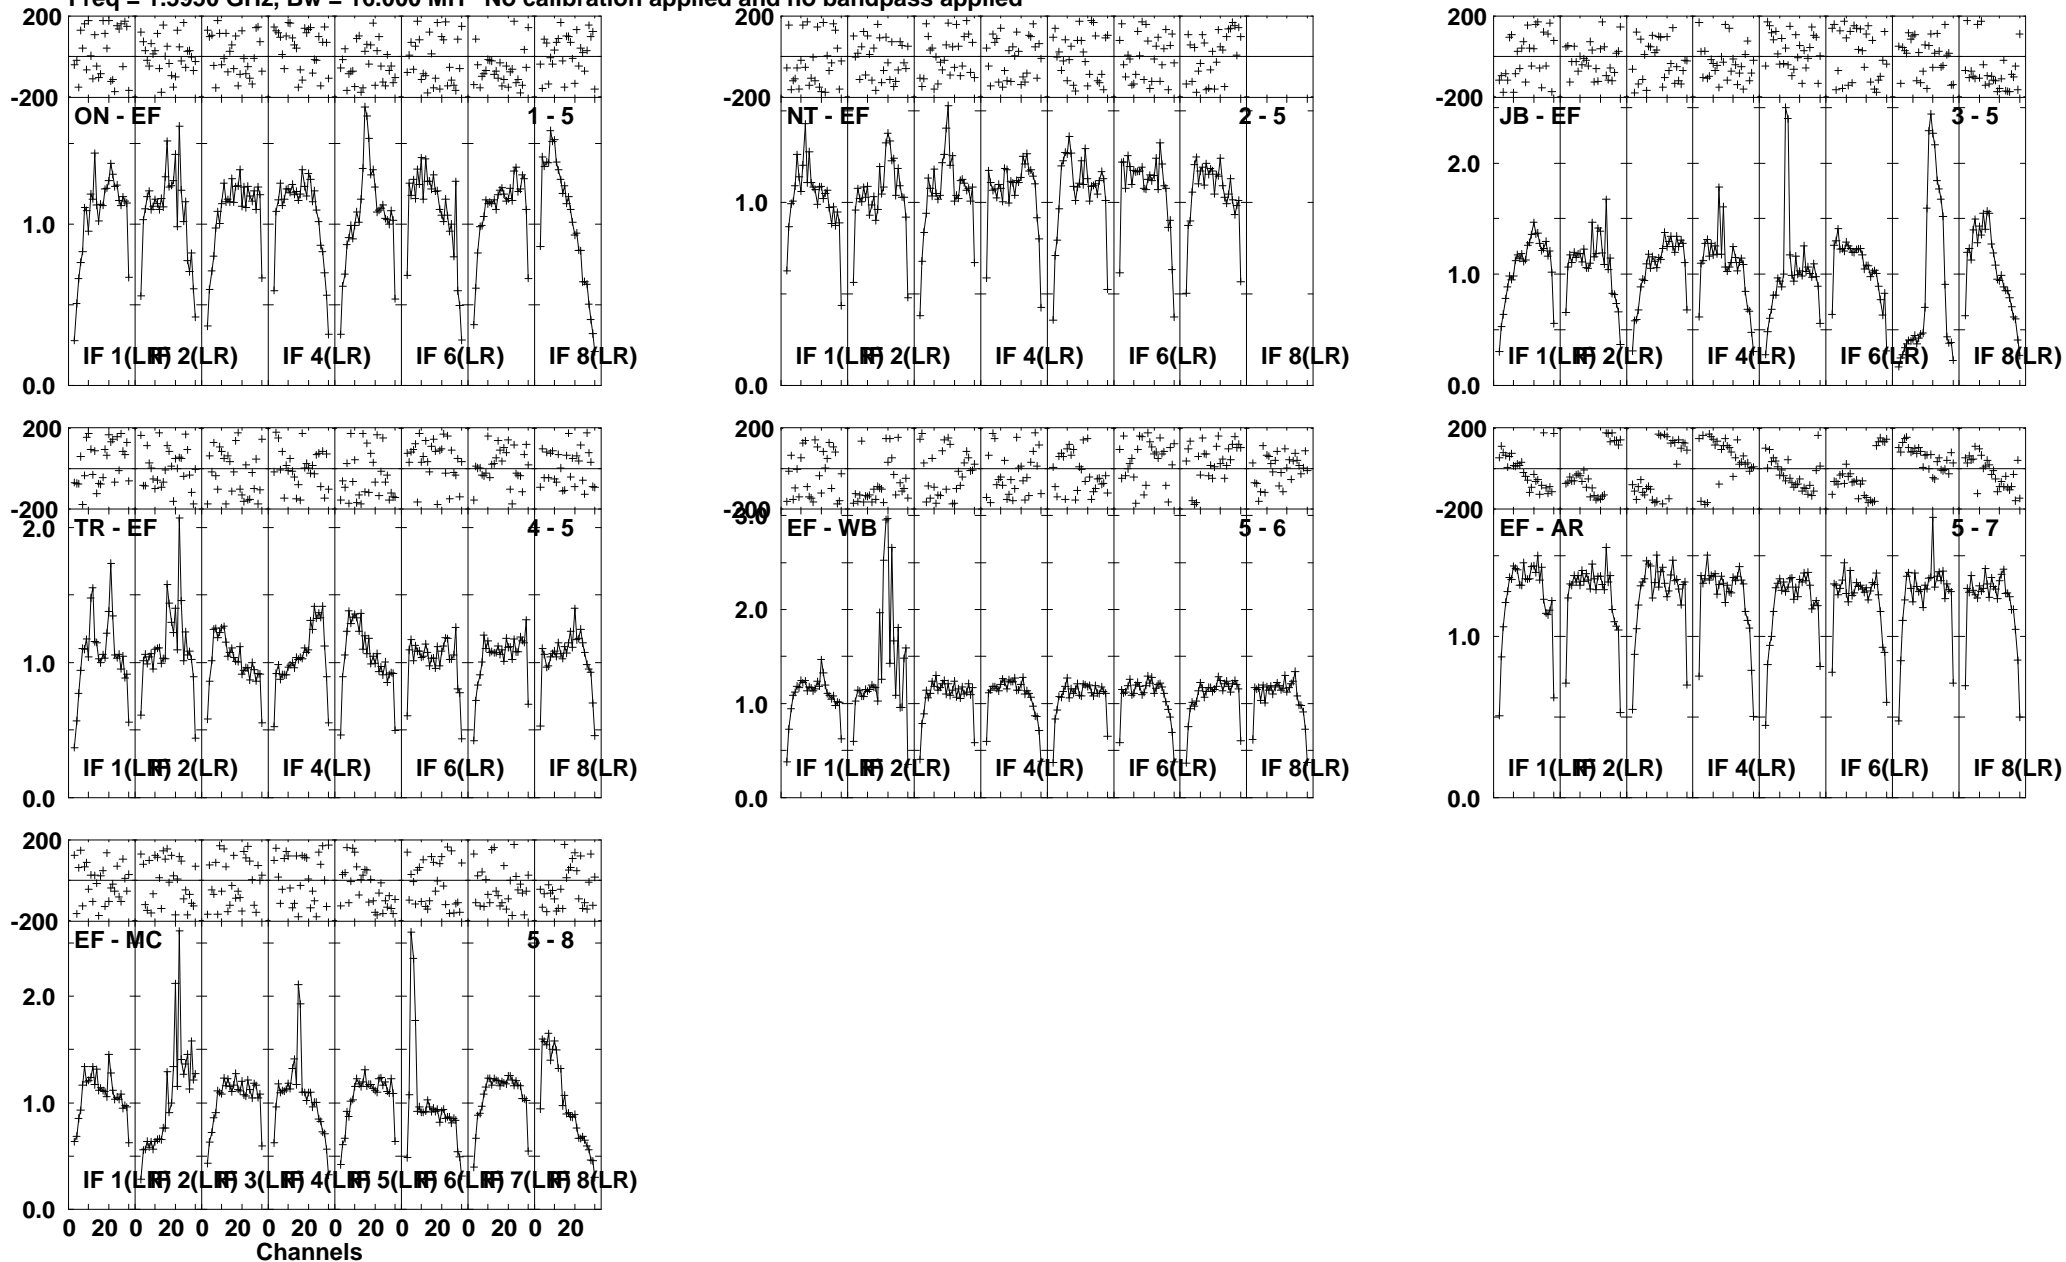 Freq = 1.5950 GHz, Bw = 16.000 MH No calibration applied and no bandpass applied
200
-200
ON - EF
1 - 5
1.0
0.0
IF 1(LR)
IF 2(LR)
IF 4(LR)
IF 6(LR)
IF 8(LR)
200
-200
NT - EF
2 - 5
1.0
0.0
IF 1(LR)
IF 2(LR)
IF 4(LR)
IF 6(LR)
IF 8(LR)
200
-200
JB - EF
3 - 5
2.0
1.0
0.0
IF 1(LR)
IF 2(LR)
IF 4(LR)
IF 6(LR)
IF 8(LR)
200
-200
2.0
TR - EF
4 - 5
1.0
0.0
IF 1(LR)
IF 2(LR)
IF 4(LR)
IF 6(LR)
IF 8(LR)
200
-200
3.0
EF - WB
5 - 6
2.0
1.0
0.0
IF 1(LR)
IF 2(LR)
IF 4(LR)
IF 6(LR)
IF 8(LR)
200
-200
EF - AR
5 - 7
1.0
0.0
IF 1(LR)
IF 2(LR)
IF 4(LR)
IF 6(LR)
IF 8(LR)
200
-200
EF - MC
5 - 8
2.0
1.0
0.0
IF 1(LR)
IF 2(LR)
IF 3(LR)
IF 4(LR)
IF 5(LR)
IF 6(LR)
IF 7(LR)
IF 8(LR)
0 20 0 20 0 20 0 20 0 20 0 20 0 20 0 20
Channels